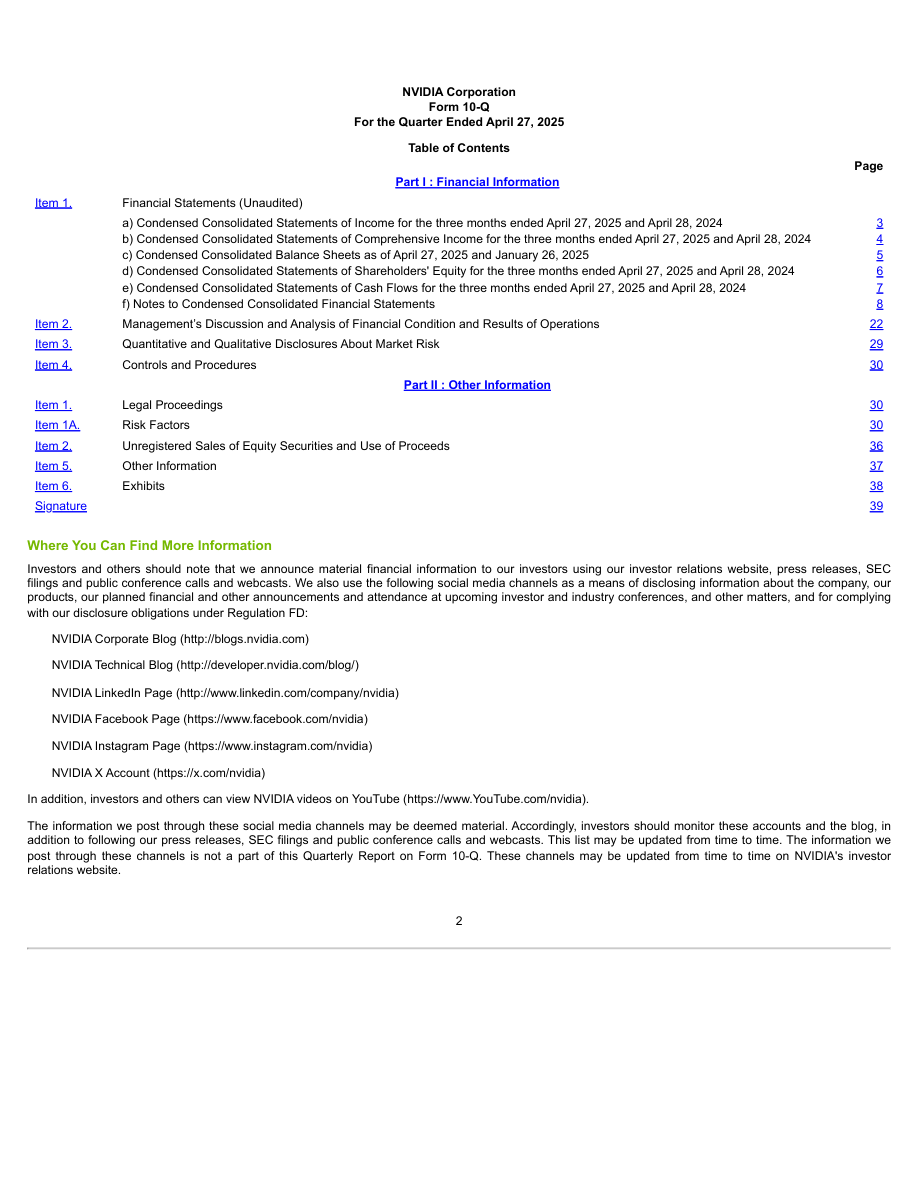 NVIDIA Corporation
Form 10-Q
For the Quarter Ended April 27, 2025
Table of Contents
Page
Part I : Financial Information
Item 1. Financial Statements (Unaudited)
a) Condensed Consolidated Statements of Income for the three months ended April 27, 2025 and April 28, 2024 3
b) Condensed Consolidated Statements of Comprehensive Income for the three months ended April 27, 2025 and April 28, 2024 4
c) Condensed Consolidated Balance Sheets as of April 27, 2025 and January 26, 2025 5
d) Condensed Consolidated Statements of Shareholders' Equity for the three months ended April 27, 2025 and April 28, 2024 6
e) Condensed Consolidated Statements of Cash Flows for the three months ended April 27, 2025 and April 28, 2024 7
f) Notes to Condensed Consolidated Financial Statements 8
Item 2. Management’s Discussion and Analysis of Financial Condition and Results of Operations 22
Item 3. Quantitative and Qualitative Disclosures About Market Risk 29
Item 4. Controls and Procedures 30
Part II : Other Information
Item 1. Legal Proceedings 30
Item 1A. Risk Factors 30
Item 2. Unregistered Sales of Equity Securities and Use of Proceeds 36
Item 5. Other Information 37
Item 6. Exhibits 38
Signature 39
Where You Can Find More Information
Investors and others should note that we announce material financial information to our investors using our investor relations website, press releases, SEC
filings and public conference calls and webcasts. We also use the following social media channels as a means of disclosing information about the company, our
products, our planned financial and other announcements and attendance at upcoming investor and industry conferences, and other matters, and for complying
with our disclosure obligations under Regulation FD:
NVIDIA Corporate Blog (http://blogs.nvidia.com)
NVIDIA Technical Blog (http://developer.nvidia.com/blog/)
NVIDIA LinkedIn Page (http://www.linkedin.com/company/nvidia)
NVIDIA Facebook Page (https://www.facebook.com/nvidia)
NVIDIA Instagram Page (https://www.instagram.com/nvidia)
NVIDIA X Account (https://x.com/nvidia)
In addition, investors and others can view NVIDIA videos on YouTube (https://www.YouTube.com/nvidia).
The information we post through these social media channels may be deemed material. Accordingly, investors should monitor these accounts and the blog, in
addition to following our press releases, SEC filings and public conference calls and webcasts. This list may be updated from time to time. The information we
post through these channels is not a part of this Quarterly Report on Form 10-Q. These channels may be updated from time to time on NVIDIA's investor
relations website.
2